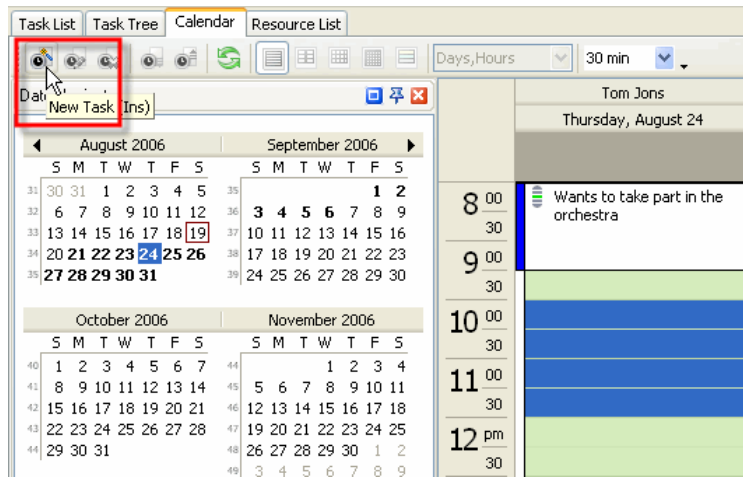 Task List Task Tree Calendar Resource List
Days,Hours 30 min
New Task (Ins)
August 2006 September 2006
S M T W T F S S M T W T F S
31 30 31 1 2 3 4 5 35 1 2
32 6 7 8 9 10 11 12 36 3 4 5 6 7 8 9
33 13 14 15 16 17 18 19 37 10 11 12 13 14 15 16
34 20 21 22 23 24 25 26 38 17 18 19 20 21 22 23
35 27 28 29 30 31 39 24 25 26 27 28 29 30
October 2006 November 2006
S M T W T F S S M T W T F S
40 1 2 3 4 5 6 7 44 1 2 3 4
41 8 9 10 11 12 13 14 45 5 6 7 8 9 10 11
42 15 16 17 18 19 20 21 46 12 13 14 15 16 17 18
43 22 23 24 25 26 27 28 47 19 20 21 22 23 24 25
44 29 30 31 48 26 27 28 29 30 1 2
49 3 4 5 6 7 8 9
Tom Jons
Thursday, August 24
8 00 Wants to take part in the
orchestra
30
9 00
30
10 00
30
11 00
30
12 pm
30